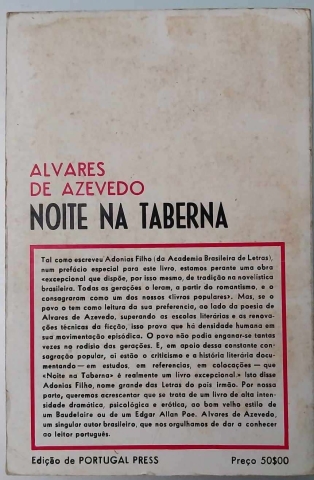 ALVARES
DE AZEVEDO
NOITE NA TABERNA
Tal como escreveu Adonias Filho (da Academia Brasileira de Letras),
num prefácio especial para este livro, estamos perante uma obra
«excepcional que dispõe, por isso mesmo, de tradição na novelística
brasileira. Todas as gerações o leram, a partir do romantismo, e o
consagraram como um dos nossos «livros populares». Mas, se o
povo o tem como leitura da sua preferência, ao lado da poesia de
Alvares de Azevedo, superando as escolas literárias e as renova-
ções técnicas da ficção, isso prova que há densidade humana em
sua movimentação episódica. O povo não podia enganar-se tantas
vezes no rodísio das gerações. E, em apoio dessa constante con-
sagração popular, aí estão o criticismo e a história literária docu-
mentando — em estudos, em referências, em colocações — que
«Noite na Taberna» é realmente um livro excepcional.» Isto disse
Adonias Filho, nome grande das Letras do país irmão. Por nossa
parte, queremos acrescentar que se trata de um livro de alta inten-
sidade dramática, psicológica e erótica, ao bom velho estilo de
um Baudelaire ou de um Edgar Allan Poe. Alvares de Azevedo,
um singular autor brasileiro, que nos orgulhamos de dar a conhecer
ao leitor português.
Edição de PORTUGAL PRESS Preço 50$00